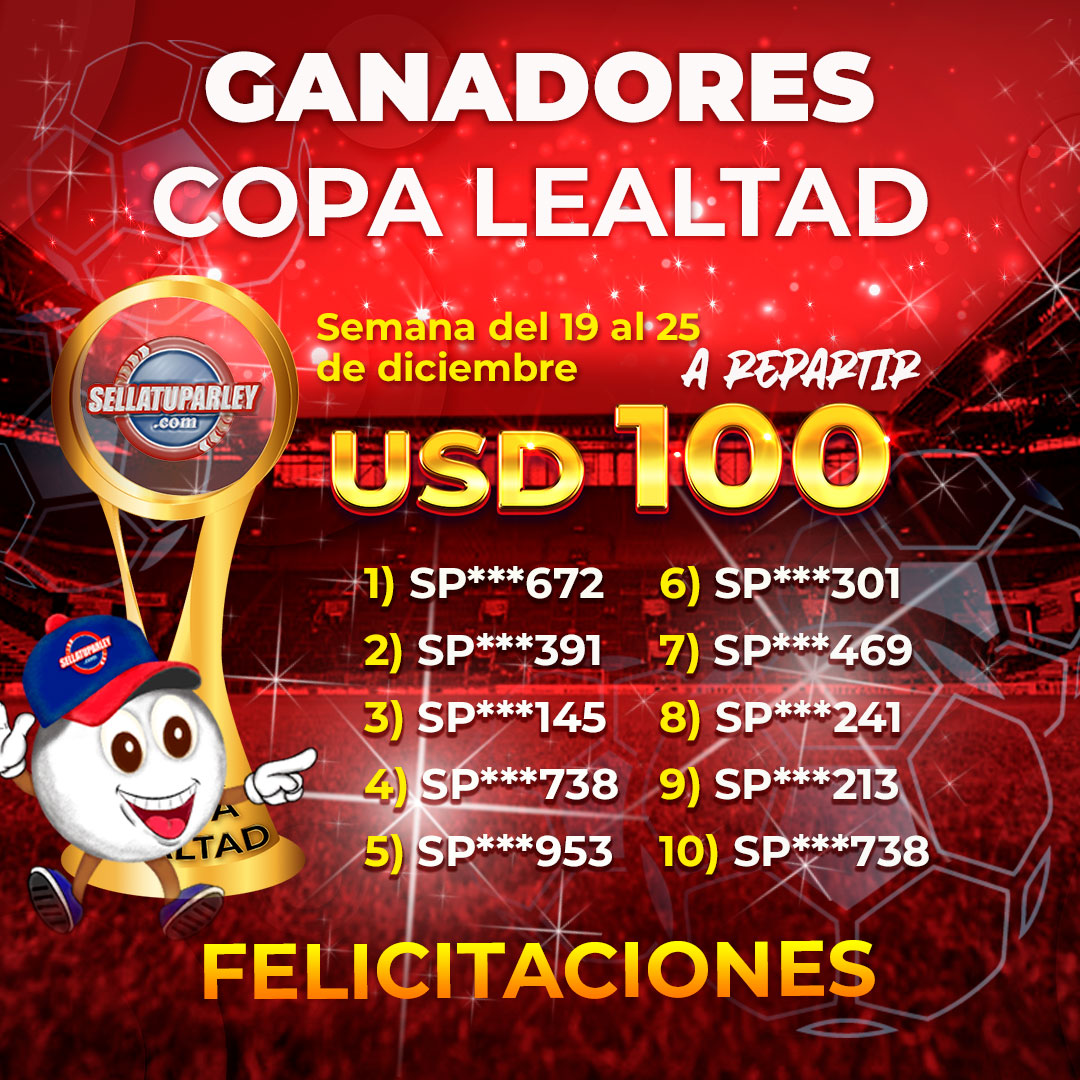 GANADORES
COPA LEALTAD
Semana del 19 al 25
de diciembre
A REPARTIR
USD 100
SELLATUPARLEY
.com
1) SP***672
2) SP***391
3) SP***145
4) SP***738
5) SP***953
6) SP***301
7) SP***469
8) SP***241
9) SP***213
10) SP***738
SELLATUPARLEY
.com
FELICITACIONES